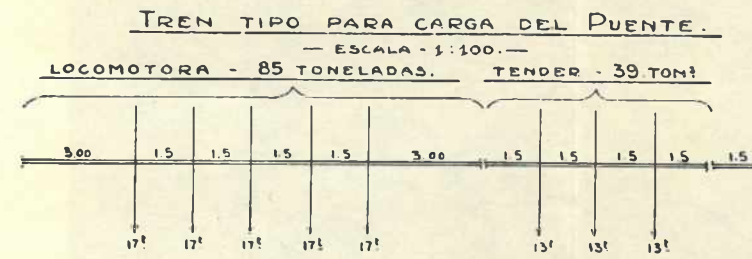 TREN TIPO PARA CARGA DEL PUENTE.
— ESCALA - 1:100. —
LOCOMOTORA - 85 TONELADAS. TENDER - 39 TONS
3.00 1.5 1.5 1.5 1.5 3.00 1.5 1.5 1.5 1.5 1.5
17t 17t 17t 17t 17t 13t 13t 13t